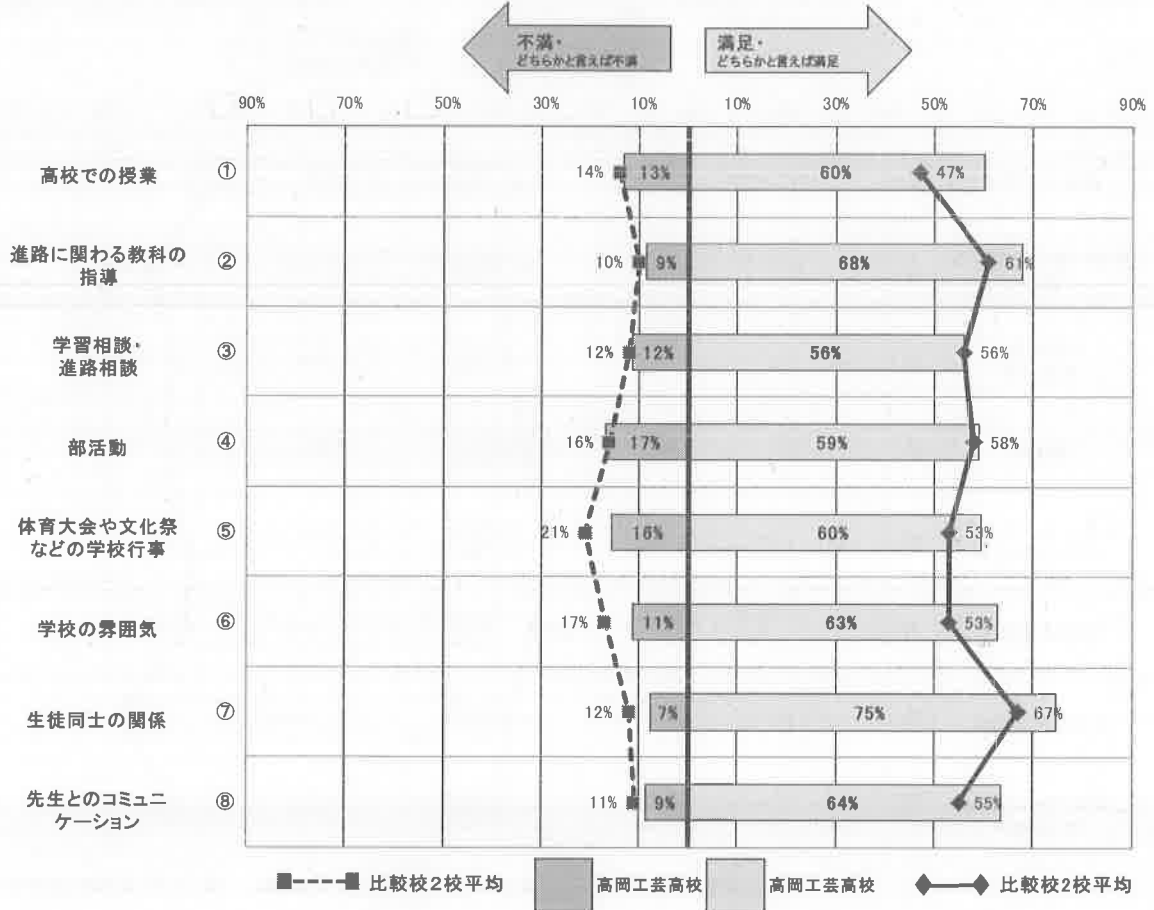 不満・
どちらかと言えば不満
満足・
どちらかと言えば満足
90% 70% 50% 30% 10% 10% 30% 50% 70% 90%
高校での授業 ① 14% 13% 60% 47%
進路に関わる教科の
指導
② 10% 9% 68% 61%
学習相談・
進路相談
③ 12% 12% 56% 56%
部活動 ④ 16% 17% 59% 58%
体育大会や文化祭
などの学校行事
⑤ 21% 16% 60% 53%
学校の雰囲気 ⑥ 17% 11% 63% 53%
生徒同士の関係 ⑦ 12% 7% 75% 67%
先生とのコミュニ
ケーション
⑧ 11% 9% 64% 55%
比較校2校平均 高岡工芸高校 高岡工芸高校 比較校2校平均